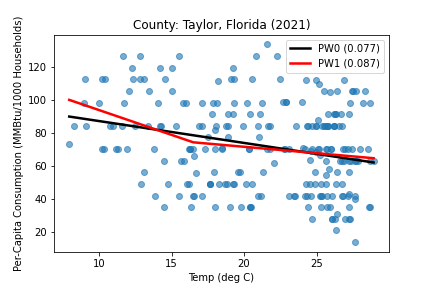 County: Taylor, Florida (2021)
PW0 (0.077)
PW1 (0.087)
Per-Capita Consumption (MMBtu/1000 Households)
120
100
80
60
40
20
10
15
20
25
Temp (deg C)